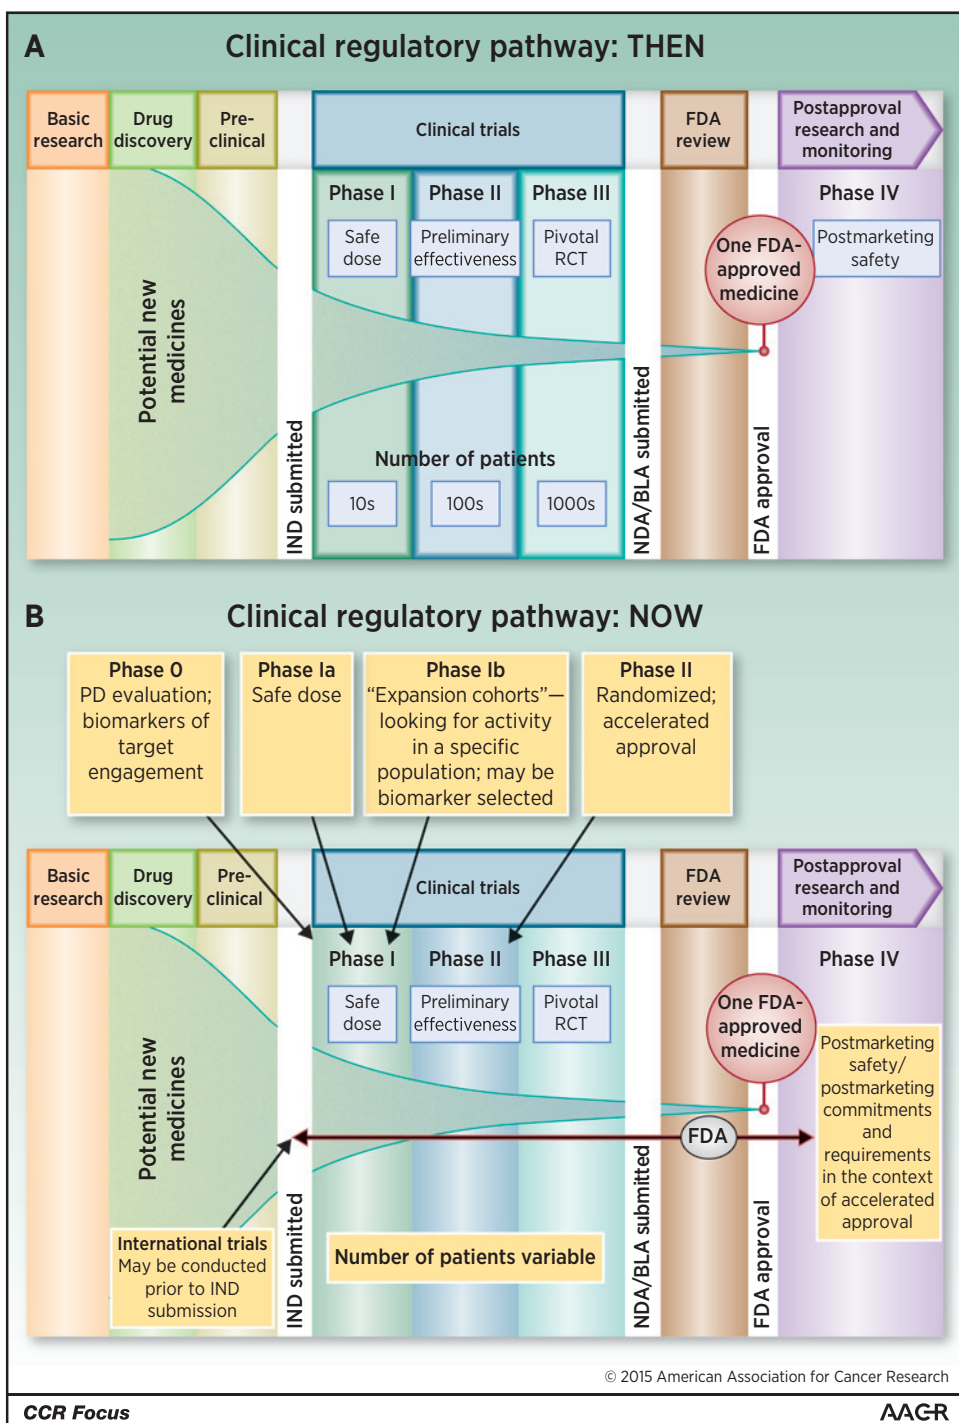 A
Clinical regulatory pathway: THEN
Basic
research
Drug
discovery
Pre-
clinical
Clinical trials
FDA
review
Postapproval
research and
monitoring
Phase I
Phase II
Phase III
Phase IV
Safe
dose
Preliminary
effectiveness
Pivotal
RCT
One FDA-
approved
medicine
Postmarketing
safety
Potential new
medicines
IND submitted
Number of patients
10s
100s
1000s
NDA/BLA submitted
FDA approval
B
Clinical regulatory pathway: NOW
Phase 0
PD evaluation;
biomarkers of
target
engagement
Phase Ia
Safe dose
Phase Ib
“Expansion cohorts”—
looking for activity
in a specific
population; may be
biomarker selected
Phase II
Randomized;
accelerated
approval
Basic
research
Drug
discovery
Pre-
clinical
Clinical trials
FDA
review
Postapproval
research and
monitoring
Phase I
Phase II
Phase III
Phase IV
Safe
dose
Preliminary
effectiveness
Pivotal
RCT
One FDA-
approved
medicine
Postmarketing
safety/
postmarketing
commitments
and
requirements
in the context
of accelerated
approval
Potential new
medicines
FDA
International trials
May be conducted
prior to IND
submission
IND submitted
Number of patients variable
NDA/BLA submitted
FDA approval
© 2015 American Association for Cancer Research
CCR Focus
AACR